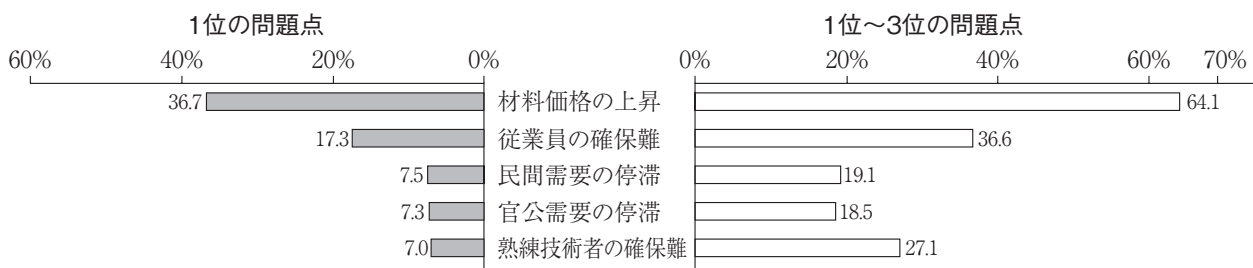 1位の問題点 1位～3位の問題点
60% 40% 20% 0% 0% 20% 40% 60% 70%
36.7 材料価格の上昇 64.1
17.3 従業員の確保難 36.6
7.5 民間需要の停滞 19.1
7.3 官公需要の停滞 18.5
7.0 熟練技術者の確保難 27.1